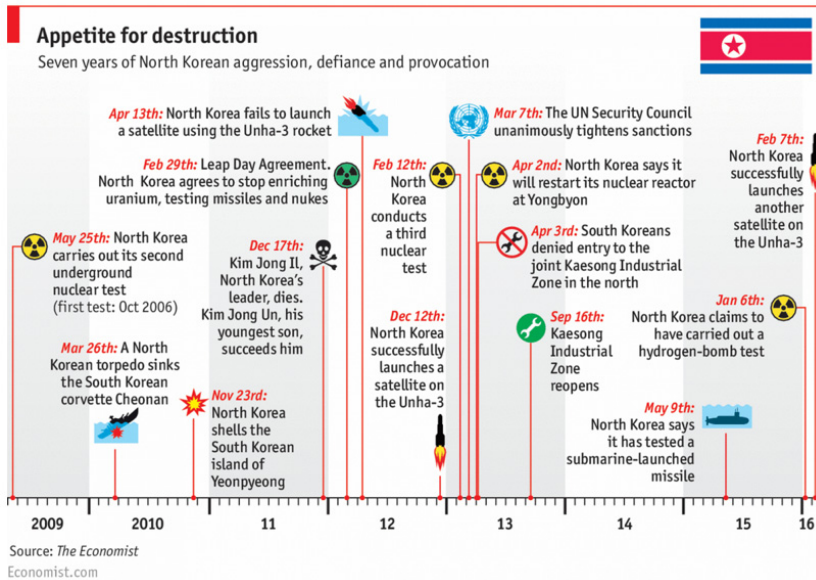 Appetite for destruction
Seven years of North Korean aggression, defiance and provocation
Apr 13th: North Korea fails to launch
a satellite using the Unha-3 rocket
Mar 7th: The UN Security Council
unanimously tightens sanctions
Feb 7th:
North Korea
successfully
launches
another
satellite on
the Unha-3
Feb 29th: Leap Day Agreement.
North Korea agrees to stop enriching
uranium, testing missiles and nukes
Feb 12th:
North
Korea
conducts
a third
nuclear
test
Apr 2nd: North Korea says it
will restart its nuclear reactor
at Yongbyon
May 25th: North Korea
carries out its second
underground
nuclear test
(first test: Oct 2006)
Dec 17th:
Kim Jong Il,
North Korea's
leader, dies.
Kim Jong Un, his
youngest son,
succeeds him
Apr 3rd: South Koreans
denied entry to the
joint Kaesong Industrial
Zone in the north
Jan 6th:
North Korea claims to
have carried out a
hydrogen-bomb test
Dec 12th:
North Korea
successfully
launches a
satellite on
the Unha-3
Sep 16th:
Kaesong
Industrial
Zone
reopens
Mar 26th: A North
Korean torpedo sinks
the South Korean
corvette Cheonan
Nov 23rd:
North Korea
shells the
South Korean
island of
Yeonpyeong
May 9th:
North Korea says
it has tested a
submarine-launched
missile
2009 2010 11 12 13 14 15 16
Source: The Economist
Economist.com